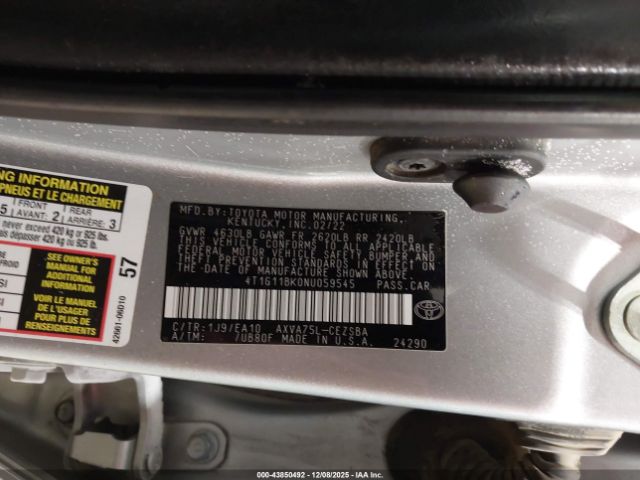 NG INFORMATION
PNEUS ET LE CHARGEMENT
5 FRONT 2 REAR 3
AVANT: ARRIÈRE:
never exceed 420 kg or 925 lbs.
dépasser 420 kg ou 925 lb.
SEE OWNER'S
MANUAL FOR
ADDITIONAL
INFORMATION
VOIR LE MANUEL
DE L'USAGER
POUR PLUS DE
RENSEIGNEMENTS
57
42661-06D10
MFD.BY:TOYOTA MOTOR MANUFACTURING,
KENTUCKY, INC.02/22
GVWR 4630LB GAWR FR 2620LB RR 2420LB
THIS VEHICLE CONFORMS TO ALL APPLICABLE
FEDERAL MOTOR VEHICLE SAFETY, BUMPER AND
THEFT PREVENTION STANDARDS IN EFFECT ON
THE DATE OF MANUFACTURE SHOWN ABOVE.
4T1G11BK0NU059545 PASS.CAR
C/TR:1J9/EA10 AXVA75L-CEZSBA
A/TM: 7UB80F MADE IN U.S.A. 24290
TOYOTA
000-43850492 12/08/2025 - IAA Inc.